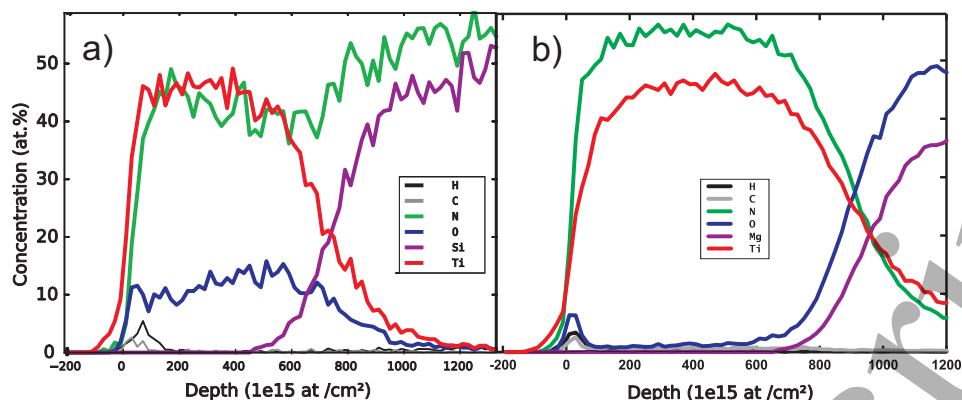 a)
Concentration (at.%)
50
40
30
20
10
0
-200 0 200 400 600 800 1000 1200
Depth (1e15 at /cm²)
H
C
N
O
Si
Ti
b)
-200 0 200 400 600 800 1000 1200
Depth (1e15 at /cm²)
H
C
N
O
Mg
Ti